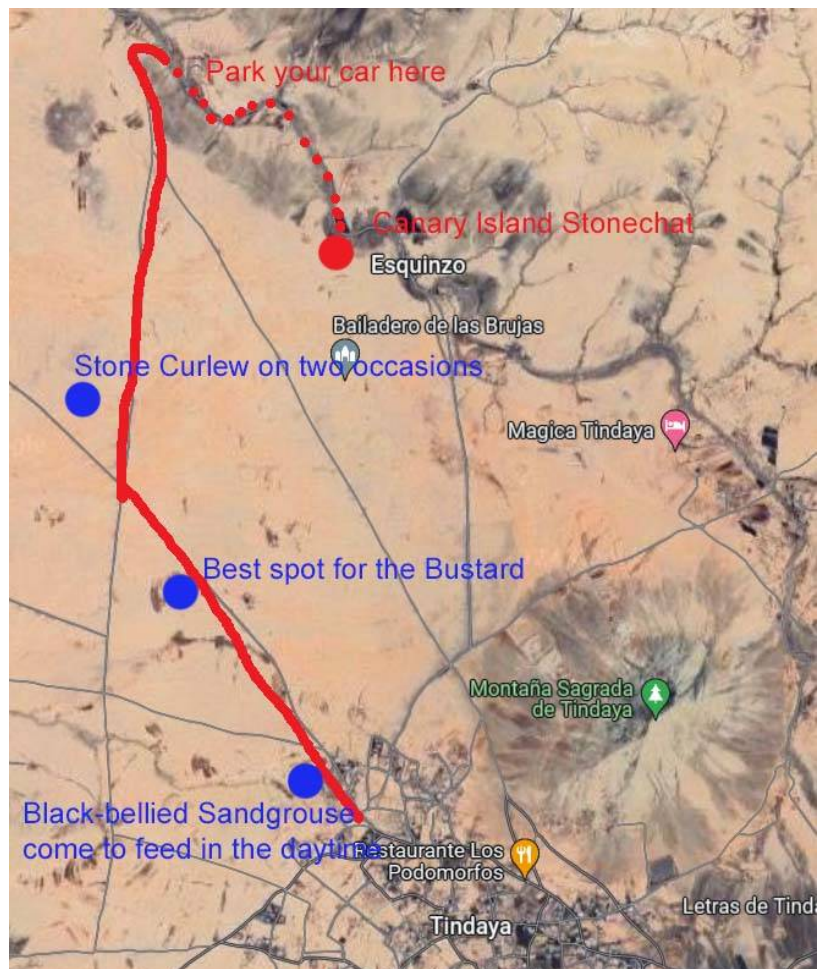 Park your car here
Canary Island Stonechat
Esquinzo
Bailadero de las Brujas
Stone Curlew on two occasions
Magica Tindaya
Best spot for the Bustard
Montaña Sagrada
de Tindaya
Black-bellied Sandgrouse
come to feed in the daytime
Restaurante Los
Podomorfos
Letras de Tinda
Tindaya